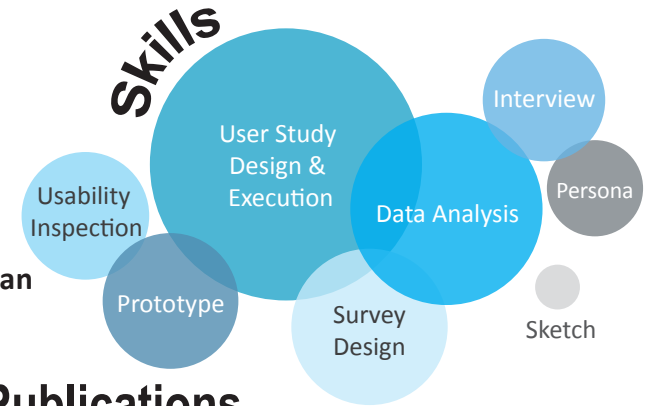 Skills
User Study
Design &
Execution
Interview
Usability
Inspection
Data Analysis
Persona
an
Prototype
Survey
Design
Sketch
Publications